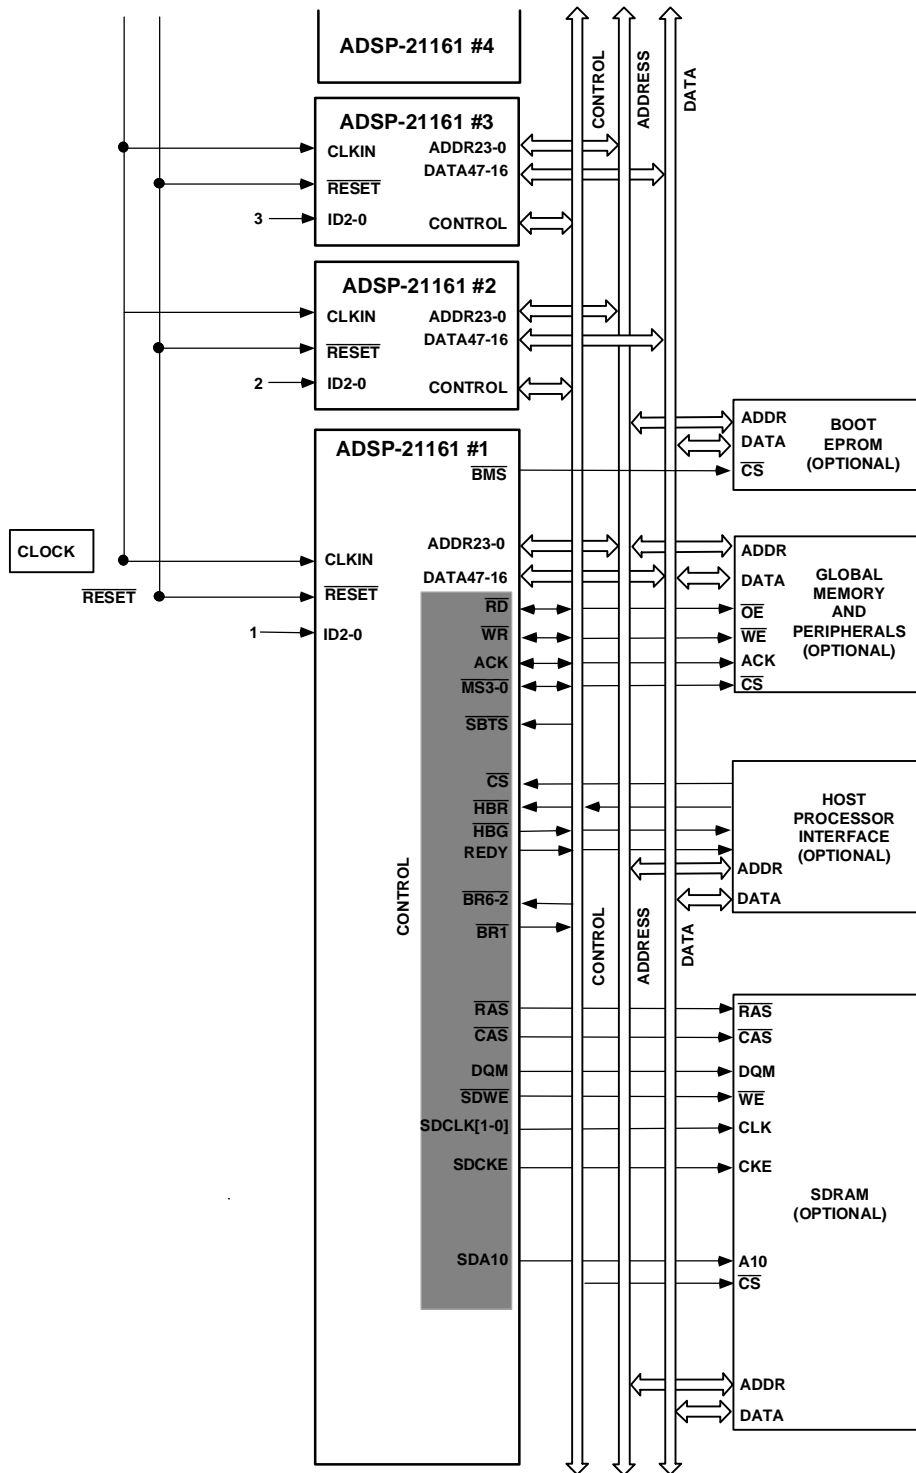 ADSP-21161 #4
CONTROL
ADDRESS
DATA
ADSP-21161 #3
CLKIN
ADDR23-0
DATA47-16
RESET
3
ID2-0
CONTROL
ADSP-21161 #2
CLKIN
ADDR23-0
DATA47-16
RESET
2
ID2-0
CONTROL
ADSP-21161 #1
BMS
ADDR
DATA
CS
BOOT
EPROM
(OPTIONAL)
CLOCK
CLKIN
RESET
RESET
1
ID2-0
ADDR23-0
DATA47-16
RD
WR
ACK
MS3-0
SBTS
CS
HBR
HBG
REDY
BR6-2
BR1
RAS
CAS
DQM
SDWE
SDCLK[1-0]
SDCKE
SDA10
CONTROL
CONTROL
ADDRESS
DATA
ADDR
DATA
OE
WE
ACK
CS
GLOBAL
MEMORY
AND
PERIPHERALS
(OPTIONAL)
HOST
PROCESSOR
INTERFACE
(OPTIONAL)
ADDR
DATA
RAS
CAS
DQM
WE
CLK
CKE
SDRAM
(OPTIONAL)
A10
CS
ADDR
DATA